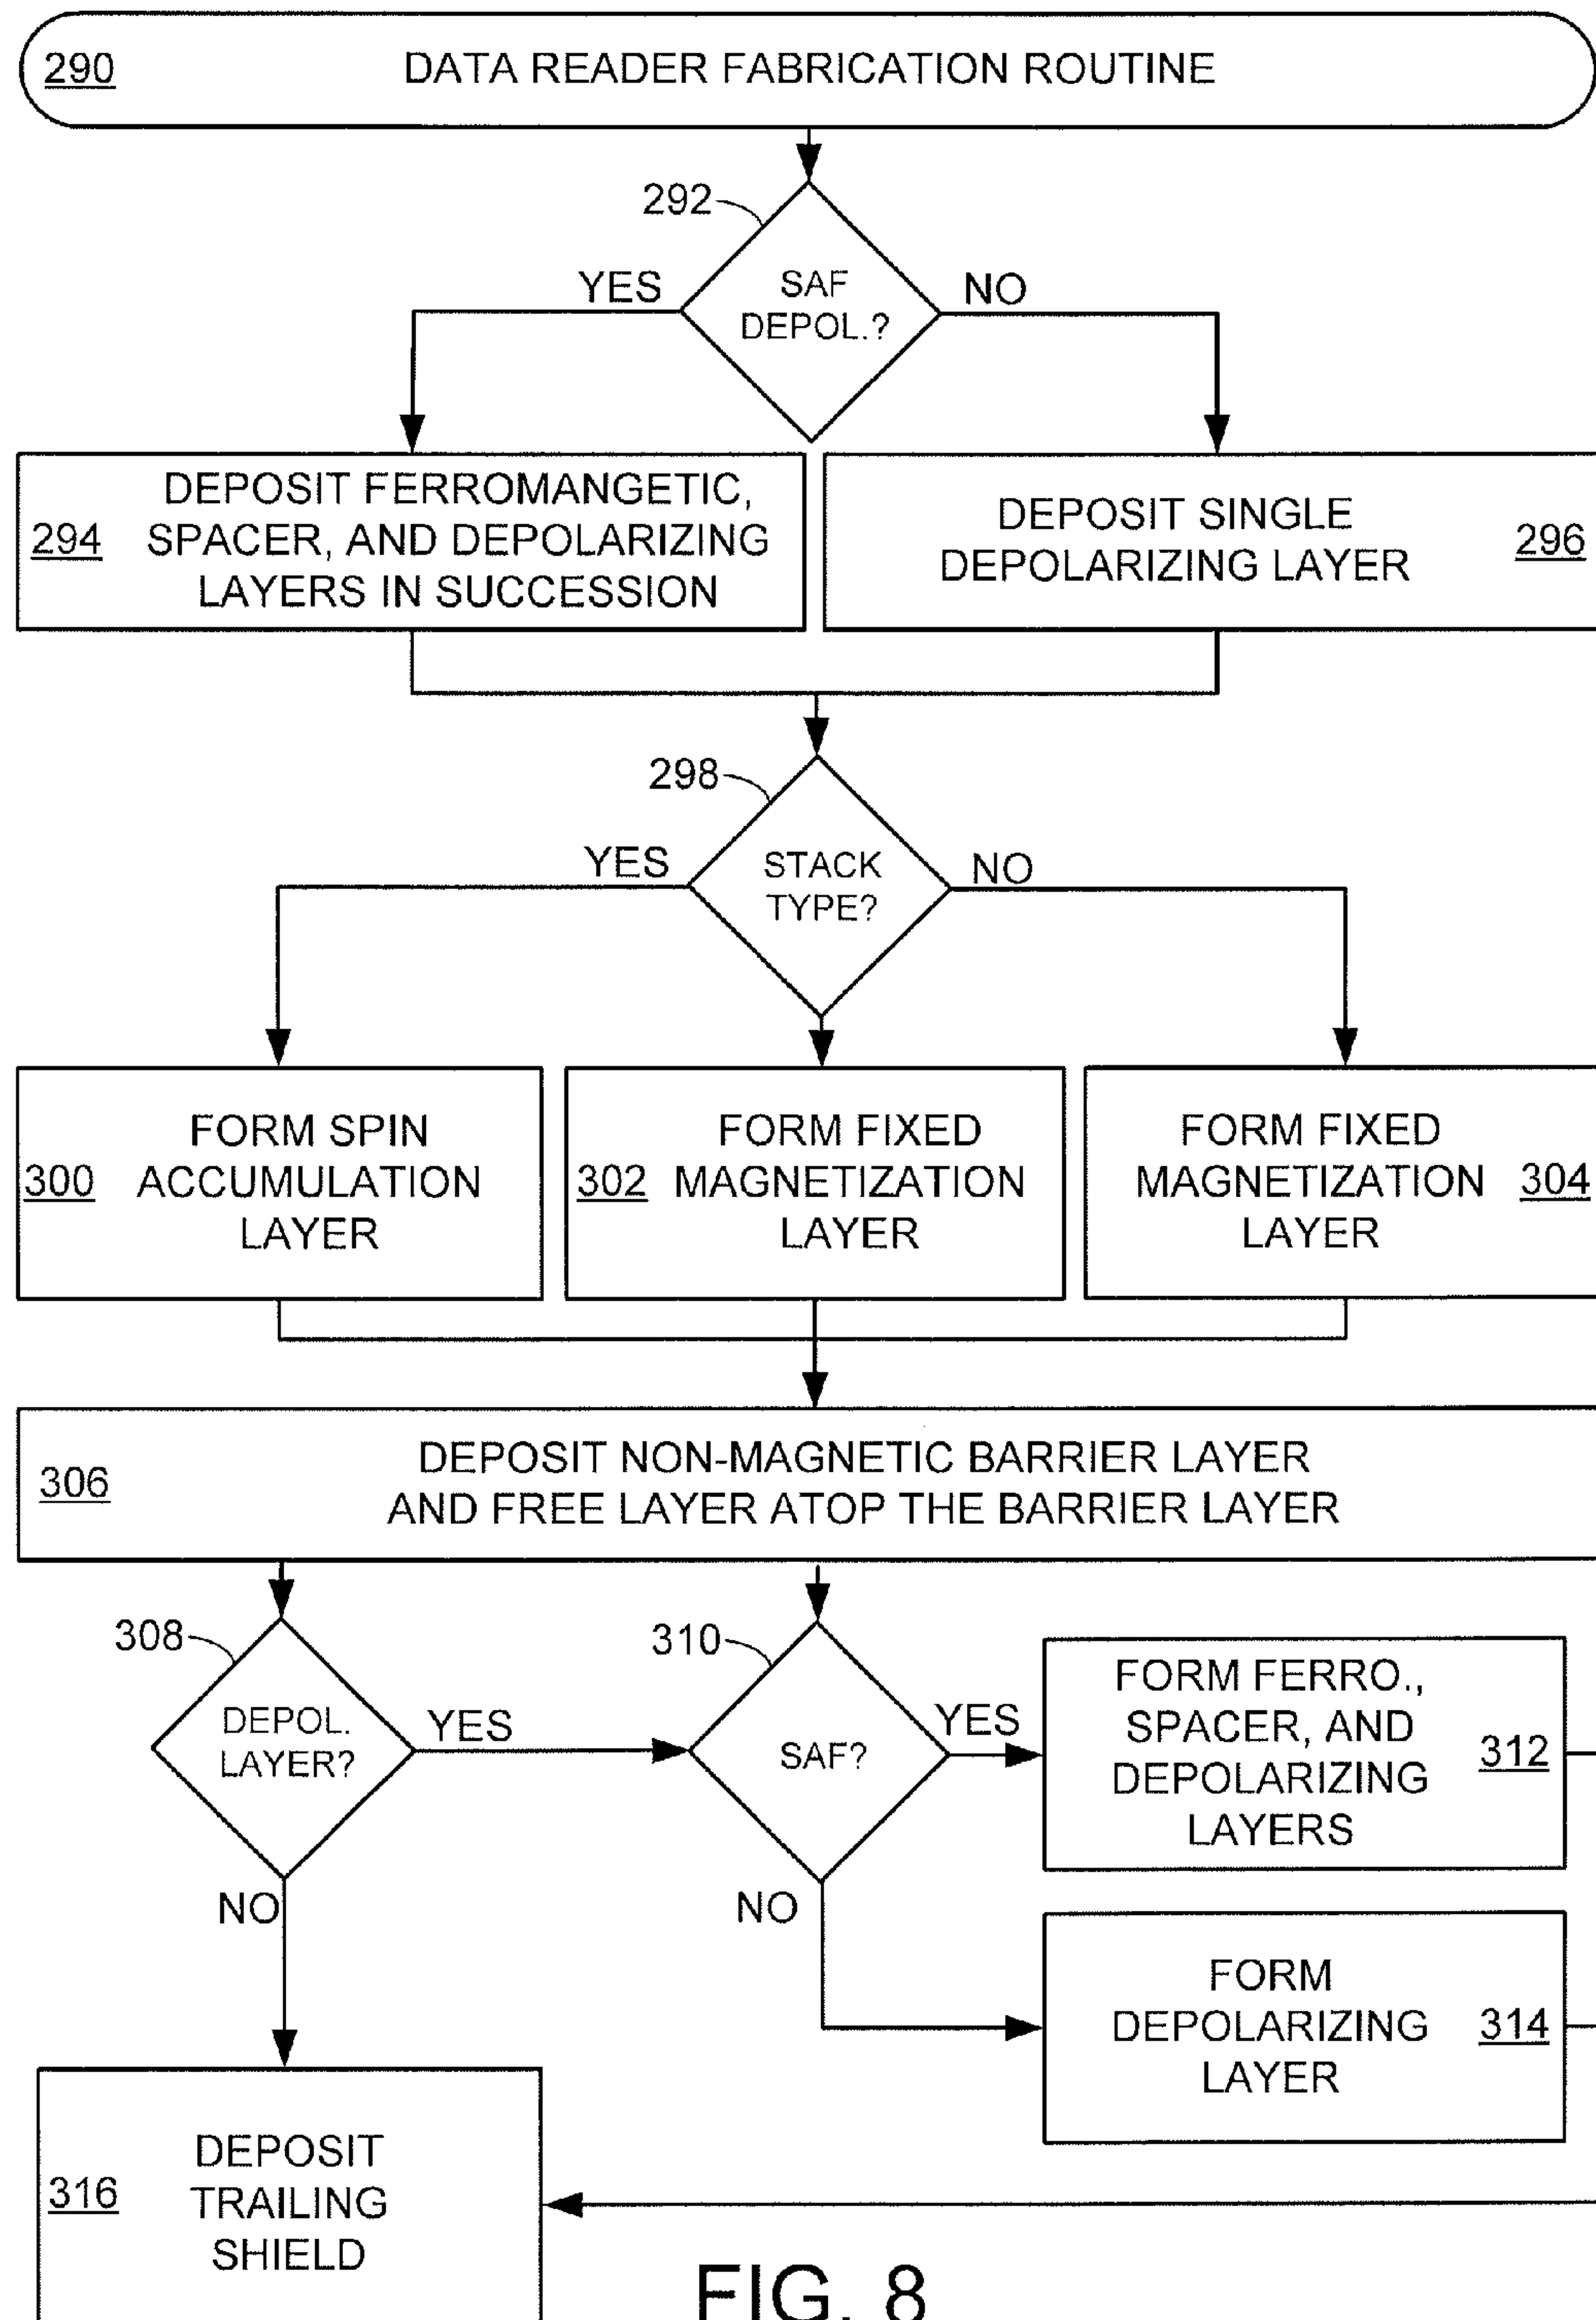 290 DATA READER FABRICATION ROUTINE
292
SAF
DEPOL.?
YES
NO
DEPOSIT FERROMANGETIC,
294 SPACER, AND DEPOLARIZING
LAYERS IN SUCCESSION
DEPOSIT SINGLE
DEPOLARIZING LAYER
296
298
STACK
TYPE?
YES
NO
FORM SPIN
300 ACCUMULATION
LAYER
FORM FIXED
302 MAGNETIZATION
LAYER
FORM FIXED
MAGNETIZATION 304
LAYER
306
DEPOSIT NON-MAGNETIC BARRIER LAYER
AND FREE LAYER ATOP THE BARRIER LAYER
308
DEPOL.
LAYER?
YES
NO
310
SAF?
YES
NO
FORM FERRO.,
SPACER, AND
312
DEPOLARIZING
LAYERS
FORM
DEPOLARIZING 314
LAYER
DEPOSIT
316 TRAILING
SHIELD
FIG. 8